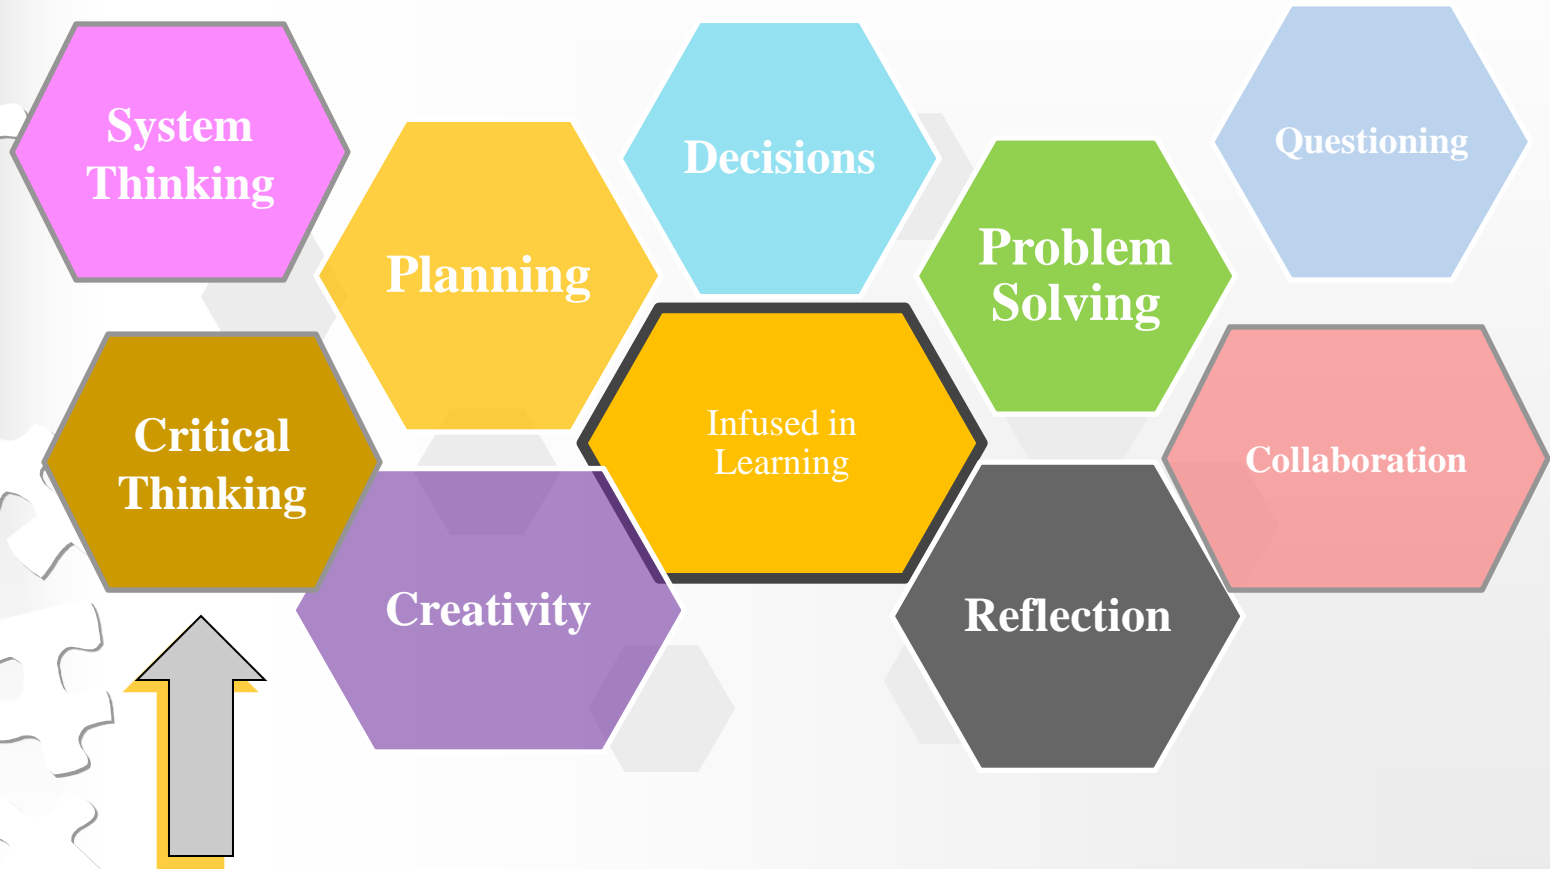 System
Thinking
Planning
Decisions
Problem
Solving
Questioning
Critical
Thinking
Infused in
Learning
Collaboration
Creativity
Reflection